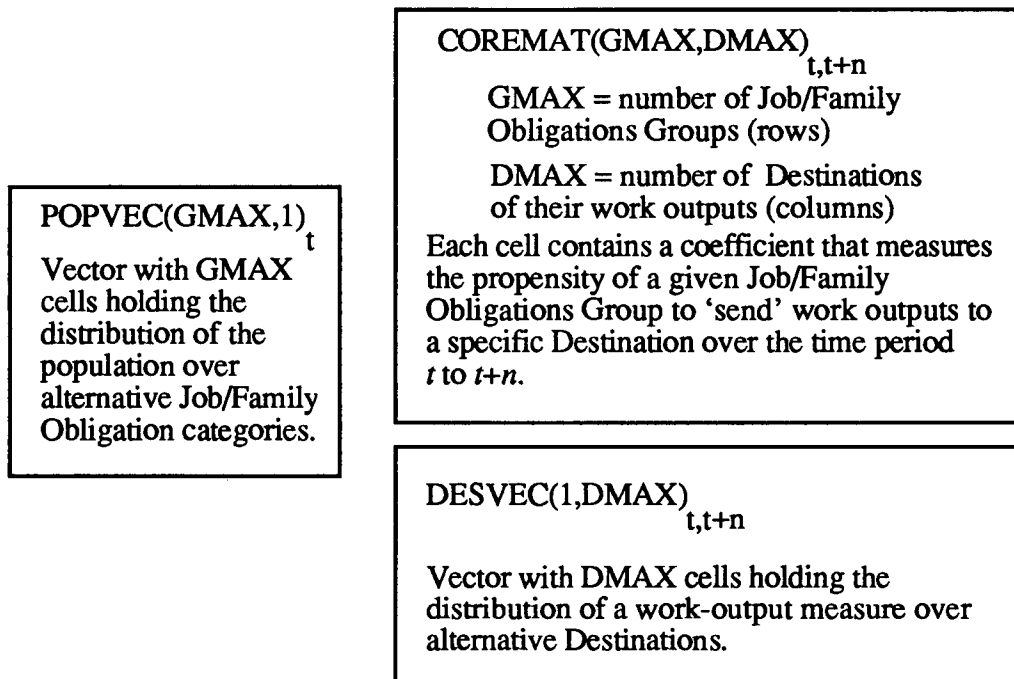 POPVEC(GMAX,1)
t
Vector with GMAX
cells holding the
distribution of the
population over
alternative Job/Family
Obligation categories.
COREMAT(GMAX,DMAX)
t,t+n
GMAX = number of Job/Family
Obligations Groups (rows)
DMAX = number of Destinations
of their work outputs (columns)
Each cell contains a coefficient that measures
the propensity of a given Job/Family
Obligations Group to ‘send’ work outputs to
a specific Destination over the time period
t to t+n.
DESVEC(1,DMAX)
t,t+n
Vector with DMAX cells holding the
distribution of a work-output measure over
alternative Destinations.